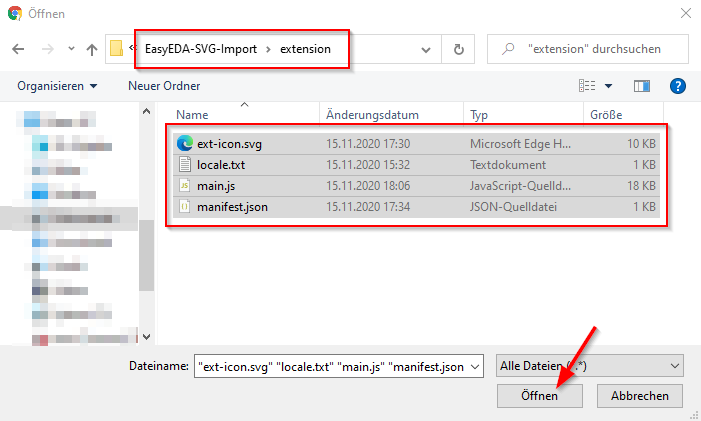 Öffnen
« EasyEDA-SVG-Import > extension
"extension" durchsuchen
Organisieren
Neuer Ordner
Name Änderungsdatum Typ Größe
ext-icon.svg 15.11.2020 17:30 Microsoft Edge H... 10 KB
locale.txt 15.11.2020 15:32 Textdokument 1 KB
main.js 15.11.2020 18:06 JavaScript-Quelld... 18 KB
manifest.json 15.11.2020 17:34 JSON-Quelldatei 1 KB
Dateiname: "ext-icon.svg" "locale.txt" "main.js" "manifest.json
Alle Dateien (*.*)
Öffnen
Abbrechen